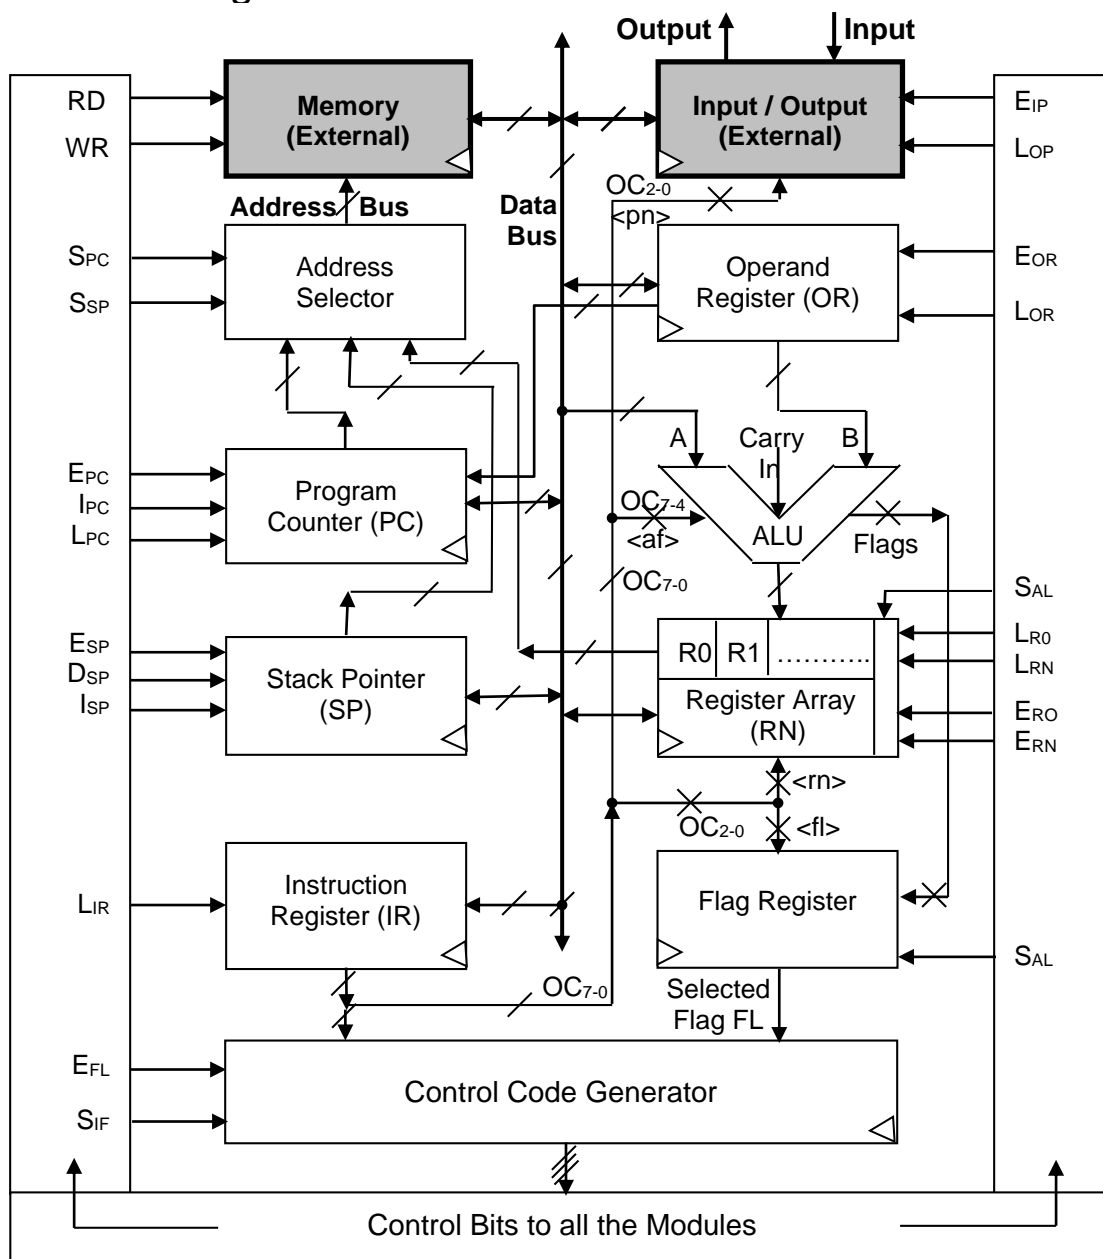 Output
Input
RD
WR
Memory
(External)
Input / Output
(External)
EIP
LOP
Address Bus
Data
Bus
OC2-0
<pn>
SPC
SSP
Address
Selector
Operand
Register (OR)
EOR
LOR
A
Carry
In
B
EPC
IPC
LPC
Program
Counter (PC)
OC7-4
<af>
ALU
Flags
OC7-0
SAL
ESP
DSP
ISP
Stack Pointer
(SP)
R0 R1 ...........
Register Array
(RN)
LR0
LRN
ERO
ERN
<rn>
OC2-0
<fl>
LIR
Instruction
Register (IR)
Flag Register
SAL
OC7-0
Selected
Flag FL
EFL
SIF
Control Code Generator
Control Bits to all the Modules